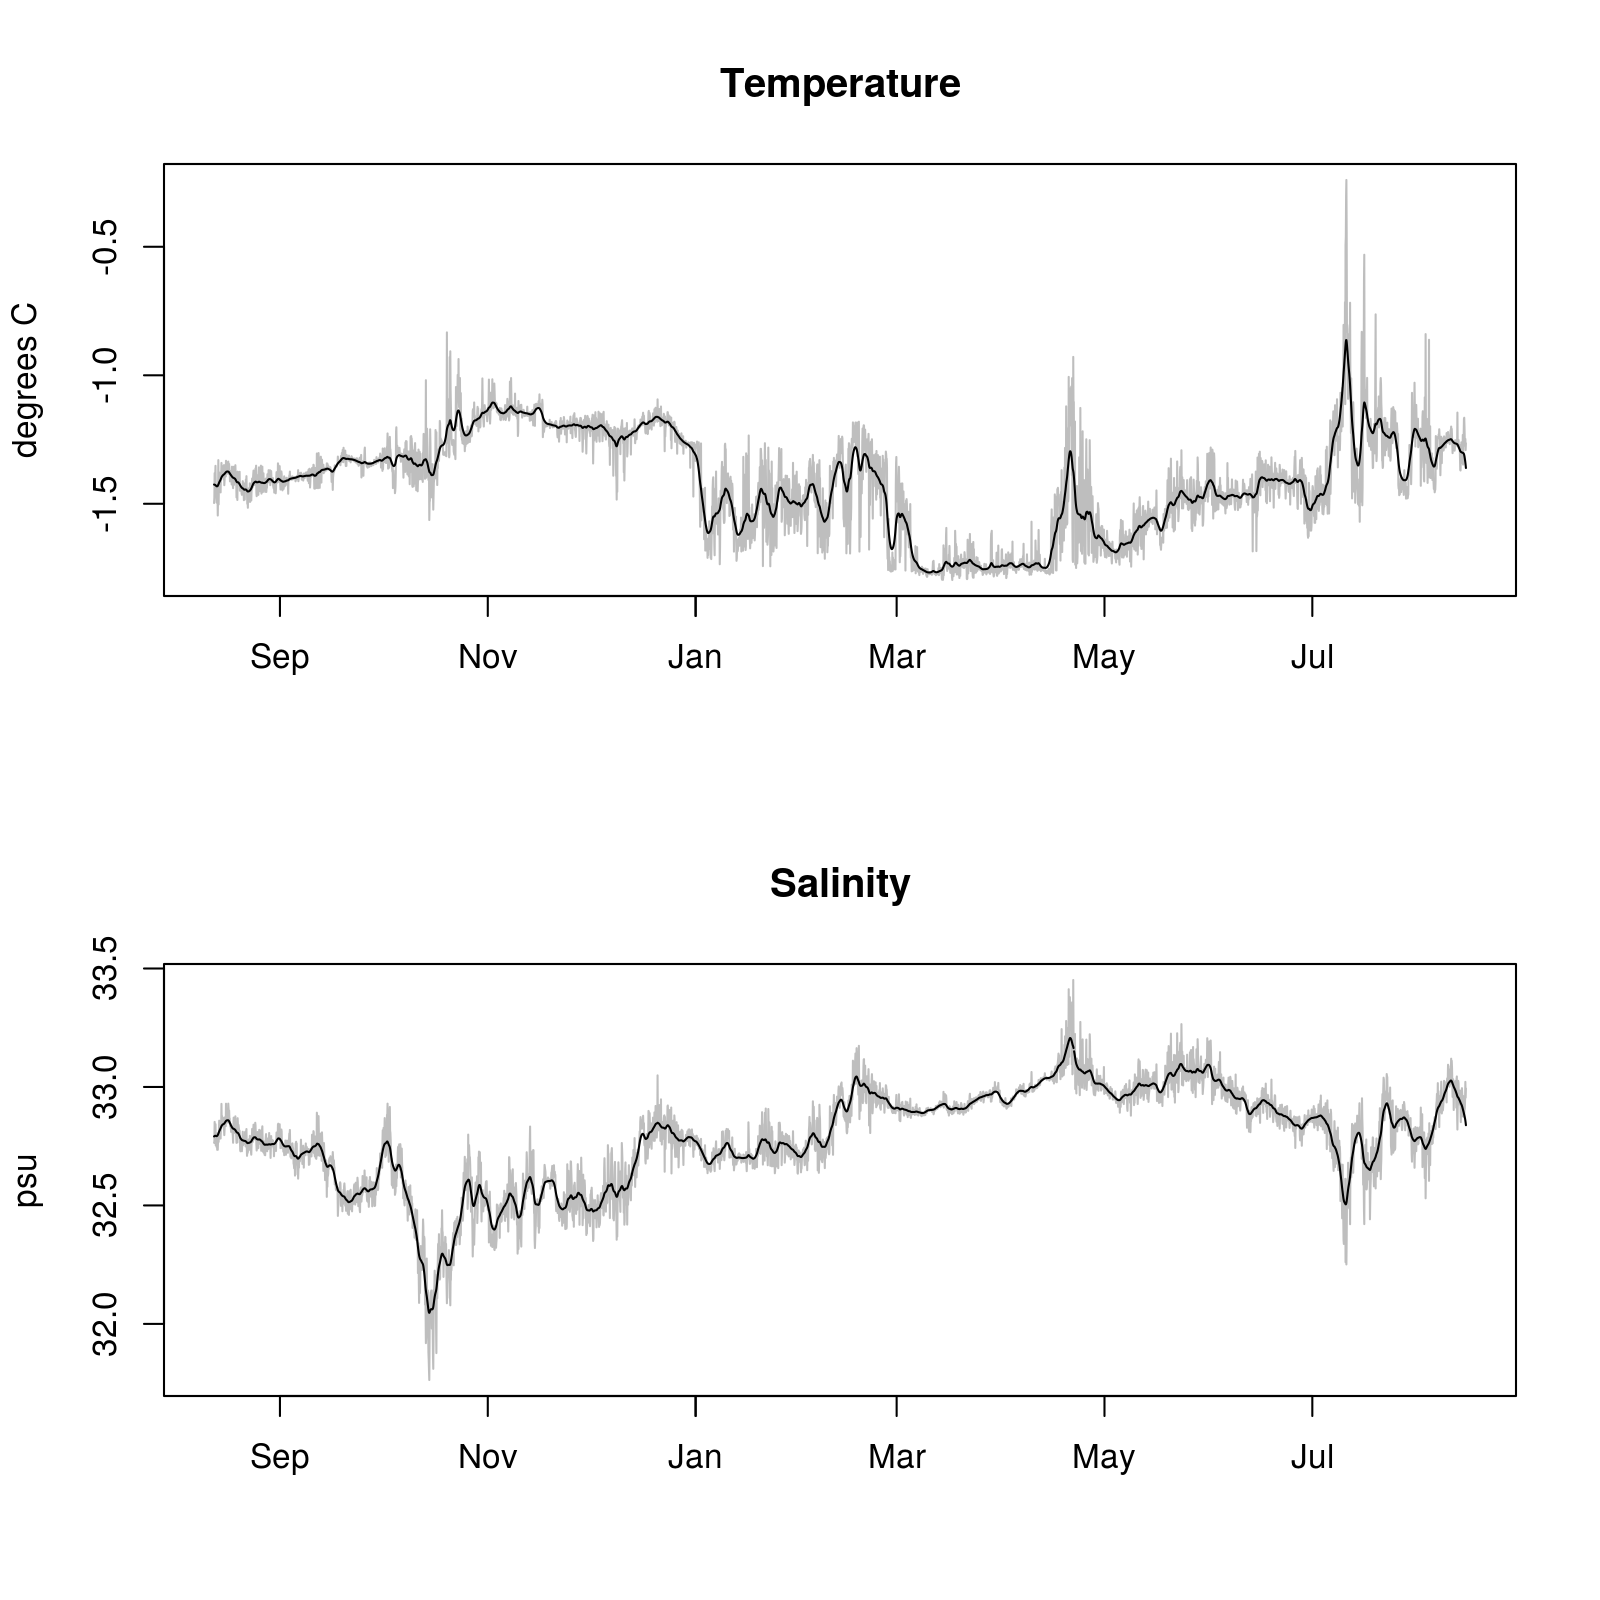 Temperature
degrees C
-0.5
-1.0
-1.5
Sep Nov Jan Mar May Jul
Salinity
psu
33.5
33.0
32.5
32.0
Sep Nov Jan Mar May Jul